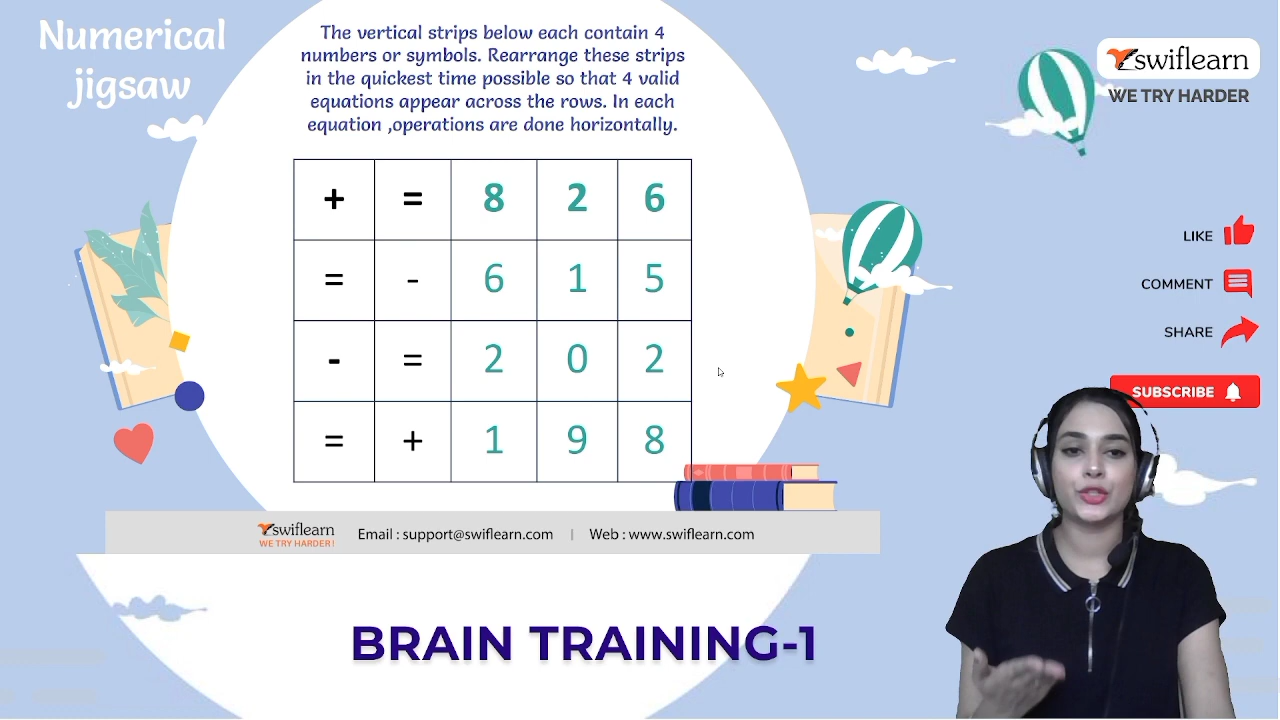 Numerical
jigsaw
The vertical strips below each contain 4
numbers or symbols. Rearrange these strips
in the quickest time possible so that 4 valid
equations appear across the rows. In each
equation ,operations are done horizontally.
swiflearn
WE TRY HARDER
+ = 8 2 6
= - 6 1 5
- = 2 0 2
= + 1 9 8
LIKE
COMMENT
SHARE
SUBSCRIBE
swiflearn
WE TRY HARDER!
Email : support@swiflearn.com | Web : www.swiflearn.com
BRAIN TRAINING-1